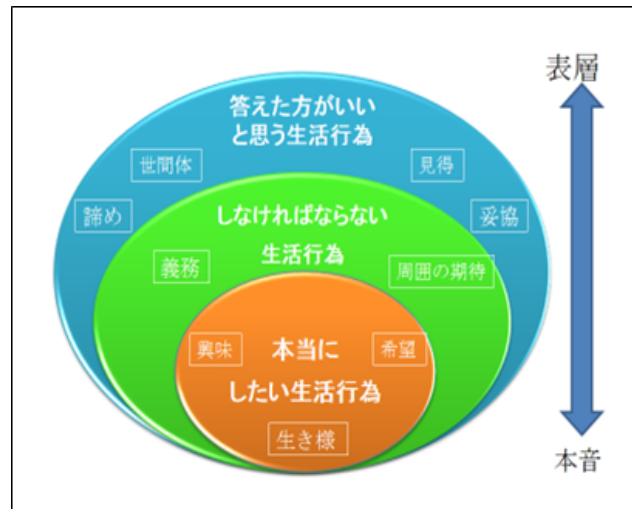 表層
答えた方がいい
と思う生活行為
世間体
見得
諦め
妥協
しなければならない
生活行為
義務
周囲の期待
興味
本当に
希望
したい生活行為
生き様
本音